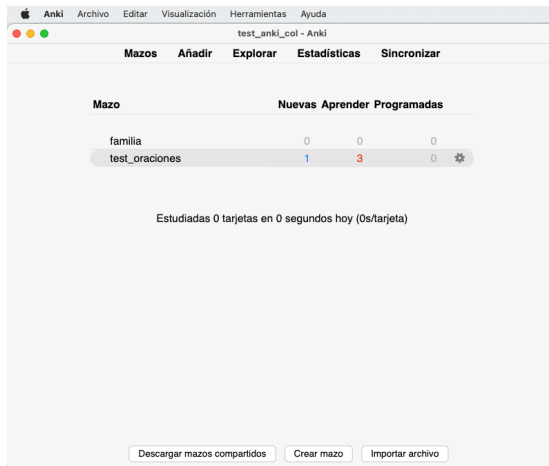 Anki Archivo Editar Visualización Herramientas Ayuda
test_anki_col - Anki
Mazos Añadir Explorar Estadísticas Sincronizar
Mazo Nuevas Aprender Programadas
familia 0 0 0
test_oraciones 1 3 0
Estudiadas 0 tarjetas en 0 segundos hoy (0s/tarjeta)
Descargar mazos compartidos Crear mazo Importar archivo